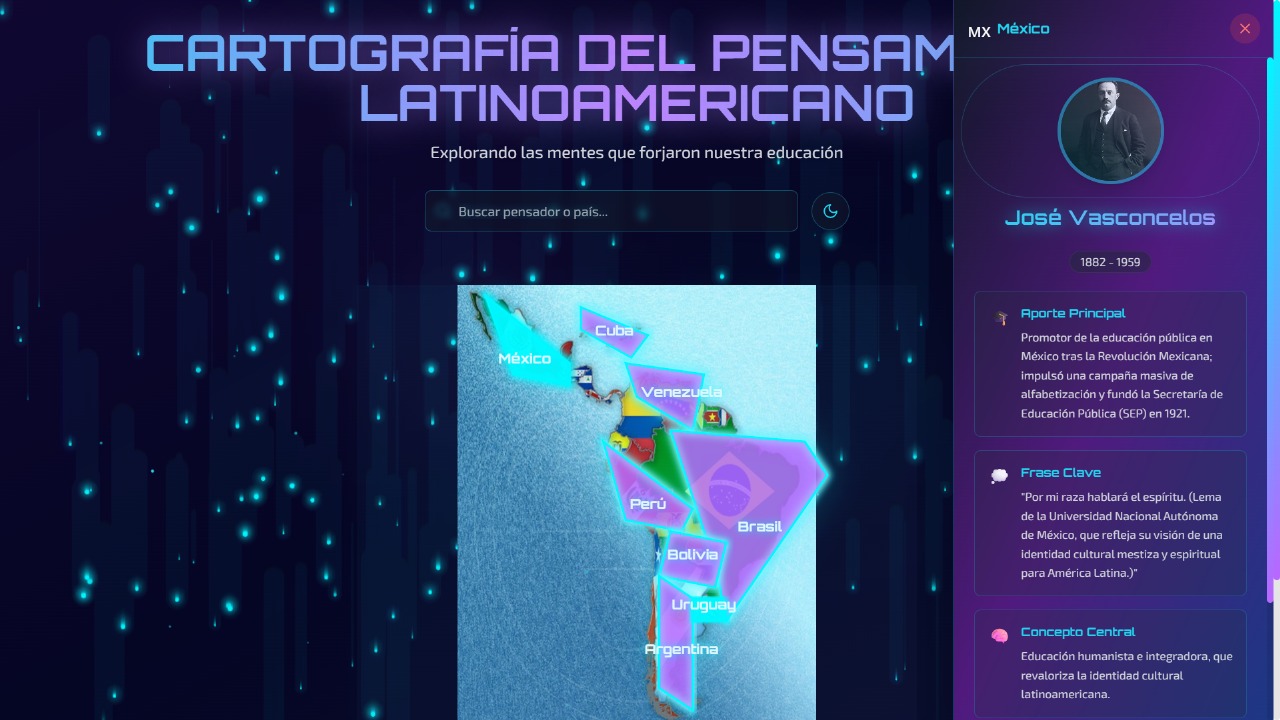 CARTOGRAFÍA DEL PENSAM
LATINOAMERICANO
Explorando las mentes que forjaron nuestra educación
Buscar pensador o país...
México
Cuba
Venezuela
Perú
Brasil
Bolivia
Uruguay
Argentina
MX México
José Vasconcelos
1882 - 1959
Aporte Principal
Promotor de la educación pública en
México tras la Revolución Mexicana;
impulsó una campaña masiva de
alfabetización y fundó la Secretaría de
Educación Pública (SEP) en 1921.
Frase Clave
"Por mi raza hablará el espíritu. (Lema
de la Universidad Nacional Autónoma
de México, que refleja su visión de una
identidad cultural mestiza y espiritual
para América Latina.)"
Concepto Central
Educación humanista e integradora, que
revaloriza la identidad cultural
latinoamericana.